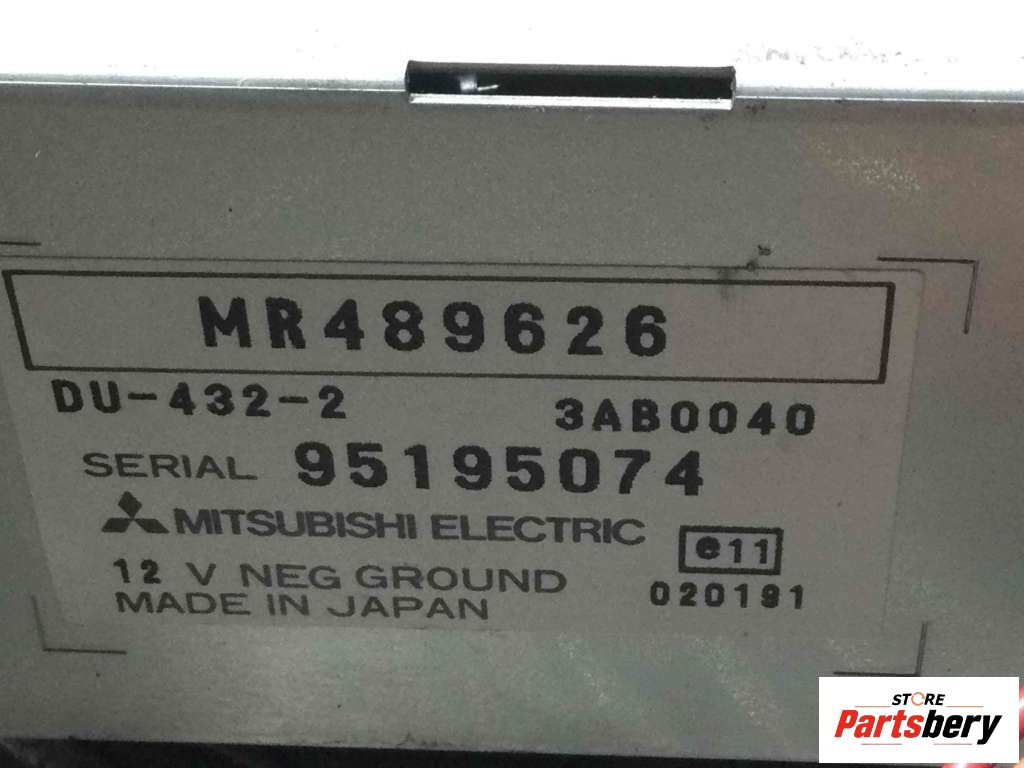 MR489626
DU-432-2 3AB0040
SERIAL 95195074
MITSUBISHI ELECTRIC
e11
12 V NEG GROUND
020191
MADE IN JAPAN
STORE
Partsbery